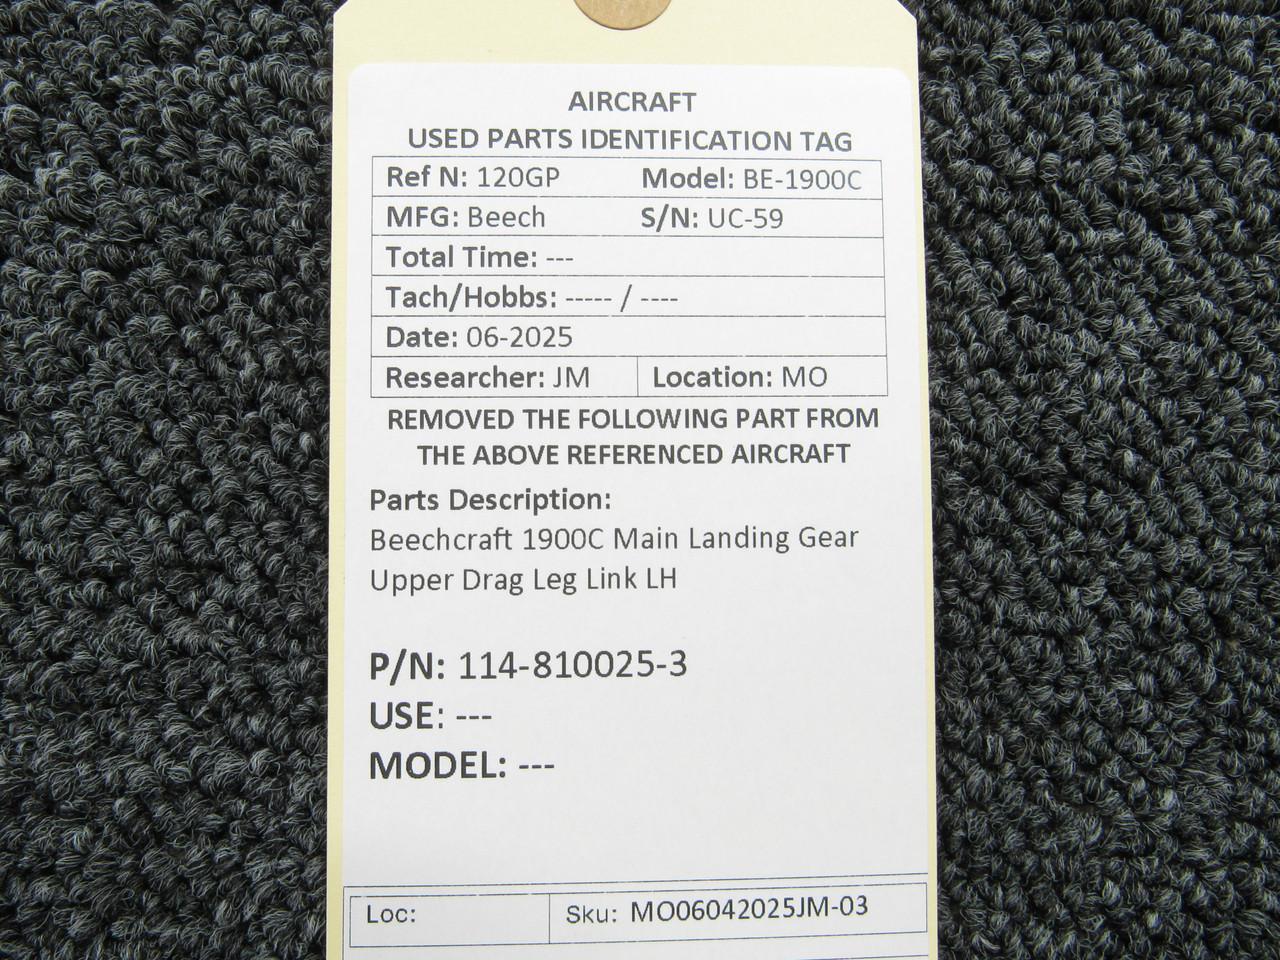 AIRCRAFT
USED PARTS IDENTIFICATION TAG
Ref N: 120GP Model: BE-1900C
MFG: Beech S/N: UC-59
Total Time: ---
Tach/Hobbs: ----- / ----
Date: 06-2025
Researcher: JM Location: MO
REMOVED THE FOLLOWING PART FROM
THE ABOVE REFERENCED AIRCRAFT
Parts Description:
Beechcraft 1900C Main Landing Gear
Upper Drag Leg Link LH
P/N: 114-810025-3
USE: ---
MODEL: ---
Loc: Sku: MO06042025JM-03